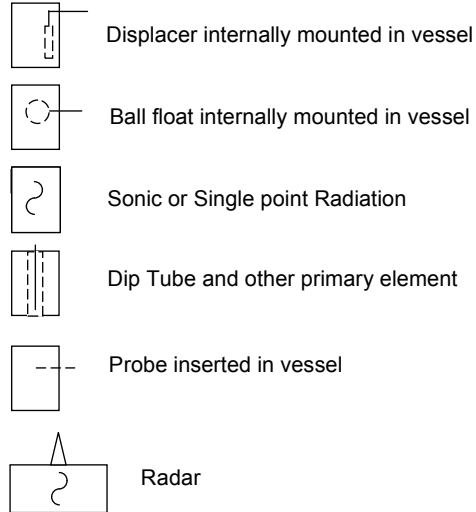 Displacer internally mounted in vessel
Ball float internally mounted in vessel
Sonic or Single point Radiation
Dip Tube and other primary element
Probe inserted in vessel
Radar